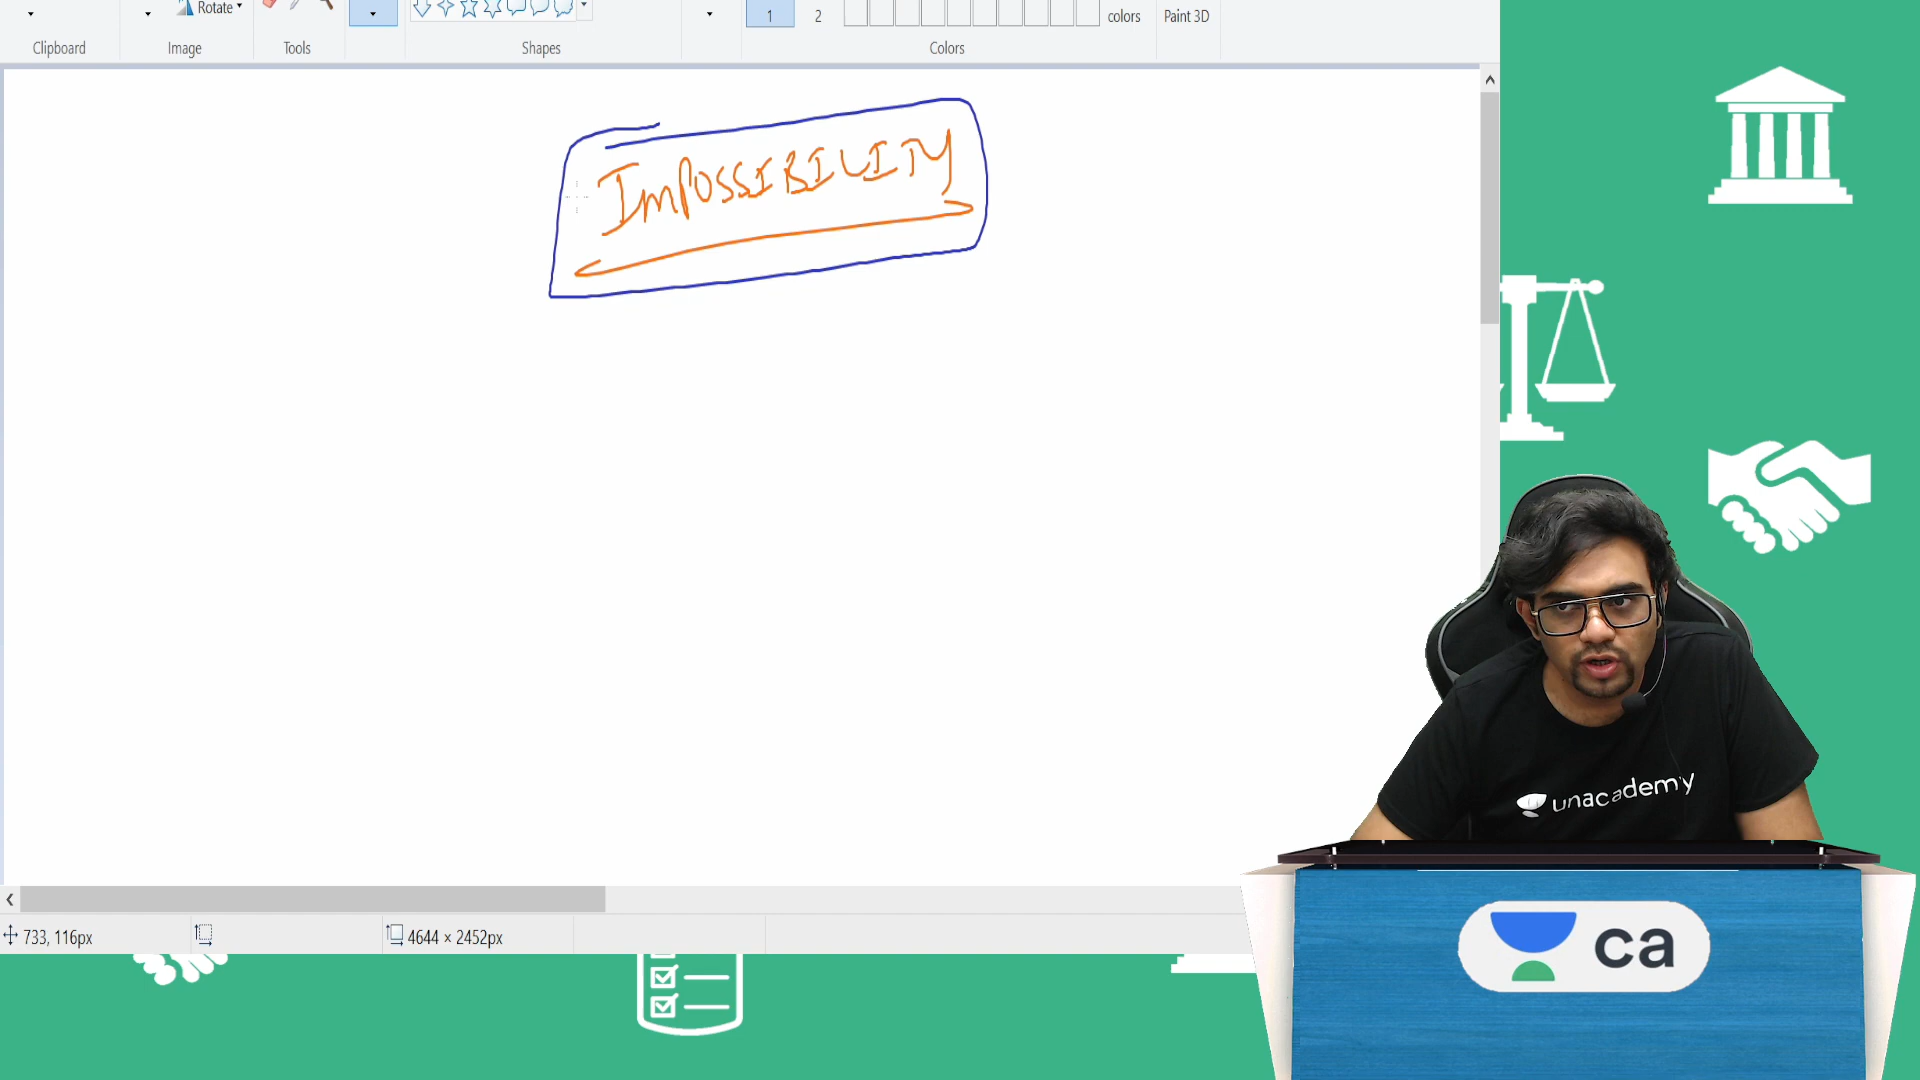 Rotate
1
2
colors
Paint 3D
Clipboard
Image
Tools
Shapes
Colors
ImPOSSIBILITY
733, 116px
4644 × 2452px
unacademy
ca